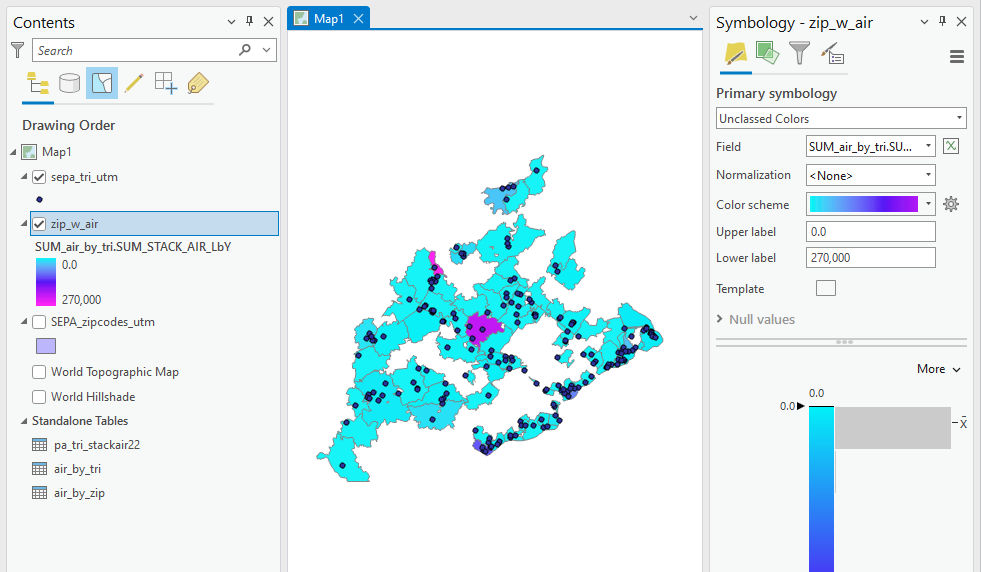 Contents
Search
Drawing Order
Map1
sepa_tri_utm
zip_w_air
SUM_air_by_tri.SUM_STACK_AIR_LbY
0.0
270,000
SEPA_zipcodes_utm
World Topographic Map
World Hillshade
Standalone Tables
pa_tri_stackair22
air_by_tri
air_by_zip
Map1
Symbology - zip_w_air
Primary symbology
Unclassed Colors
Field SUM_air_by_tri.SU...
Normalization <None>
Color scheme
Upper label 0.0
Lower label 270,000
Template
Null values
More
0.0
0.0
X̄